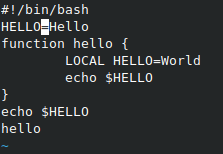 #!/bin/bash
HELLO=Hello
function hello {
        LOCAL HELLO=World
        echo $HELLO
}
echo $HELLO
hello
~